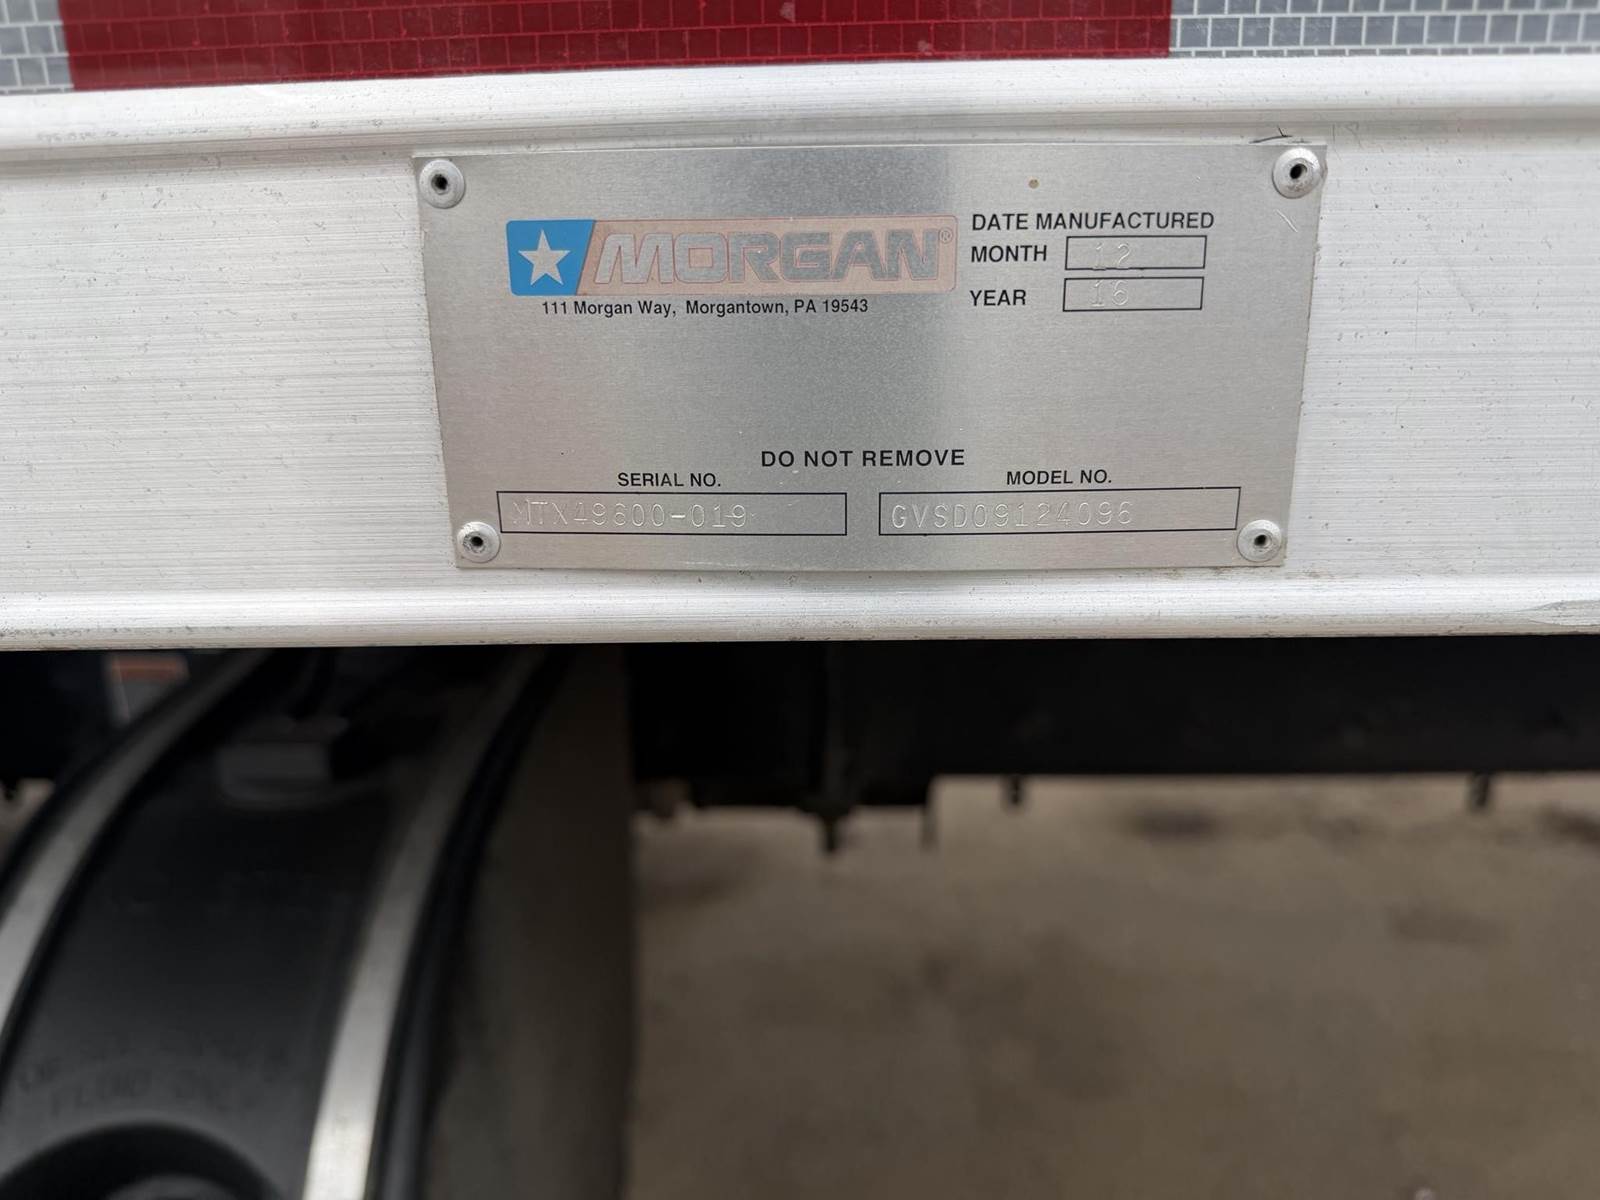 MORGAN®
111 Morgan Way, Morgantown, PA 19543
DATE MANUFACTURED
MONTH 12
YEAR 16
DO NOT REMOVE
SERIAL NO.
MTX49600-019
MODEL NO.
GVSD09124096